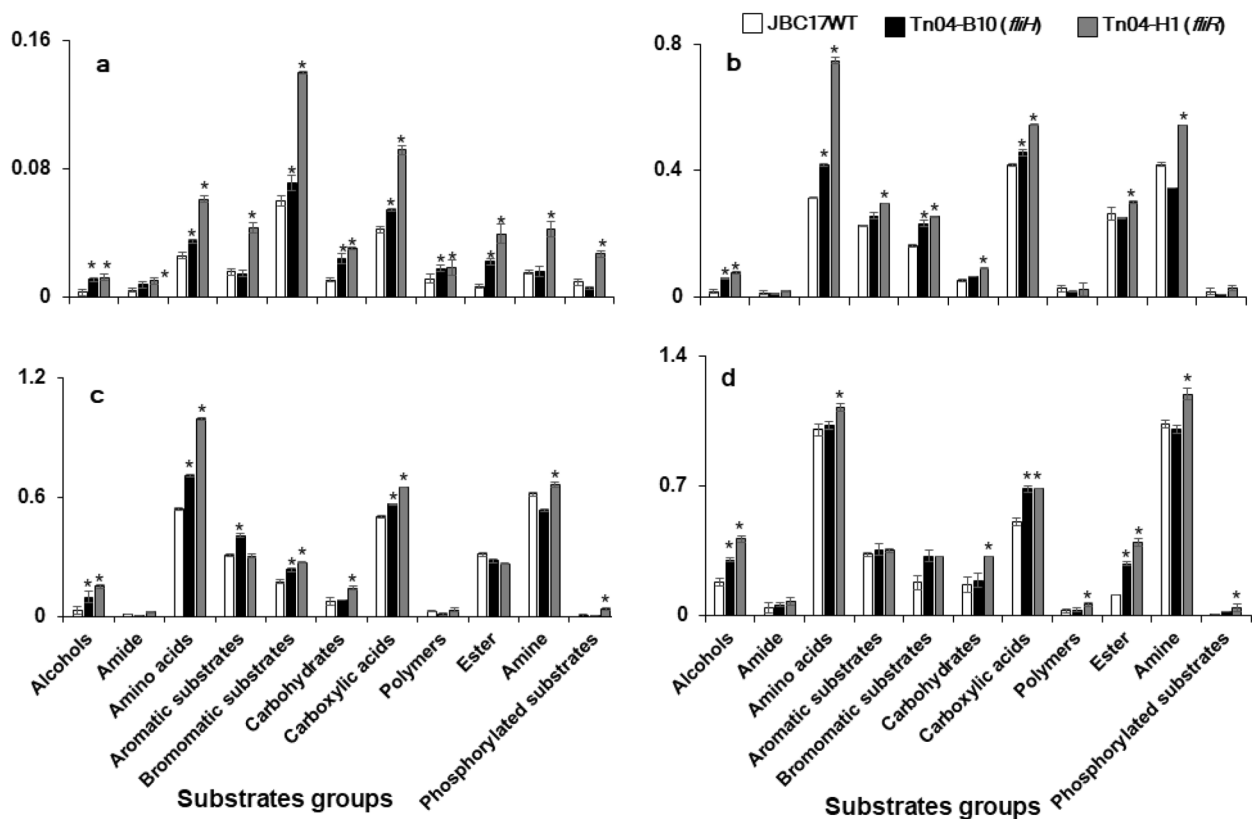 JBC17WT Tn04-B10 (fliH) Tn04-H1 (fliR)
a
0.16
0.08
0
* * * * * * * * * * * * * * * * * *
b
0.8
0.4
0
* * * * * * * * * * * *
c
1.2
0.6
0
* * * * * * * * * * * * *
d
1.4
0.7
0
* * * * * * * * * * * *
Alcohols
Amide
Amino acids
Aromatic substrates
Bromomatic substrates
Carbohydrates
Carboxylic acids
Polymers
Ester
Amine
Phosphorylated substrates
Substrates groups
Alcohols
Amide
Amino acids
Aromatic substrates
Bromomatic substrates
Carbohydrates
Carboxylic acids
Polymers
Ester
Amine
Phosphorylated substrates
Substrates groups